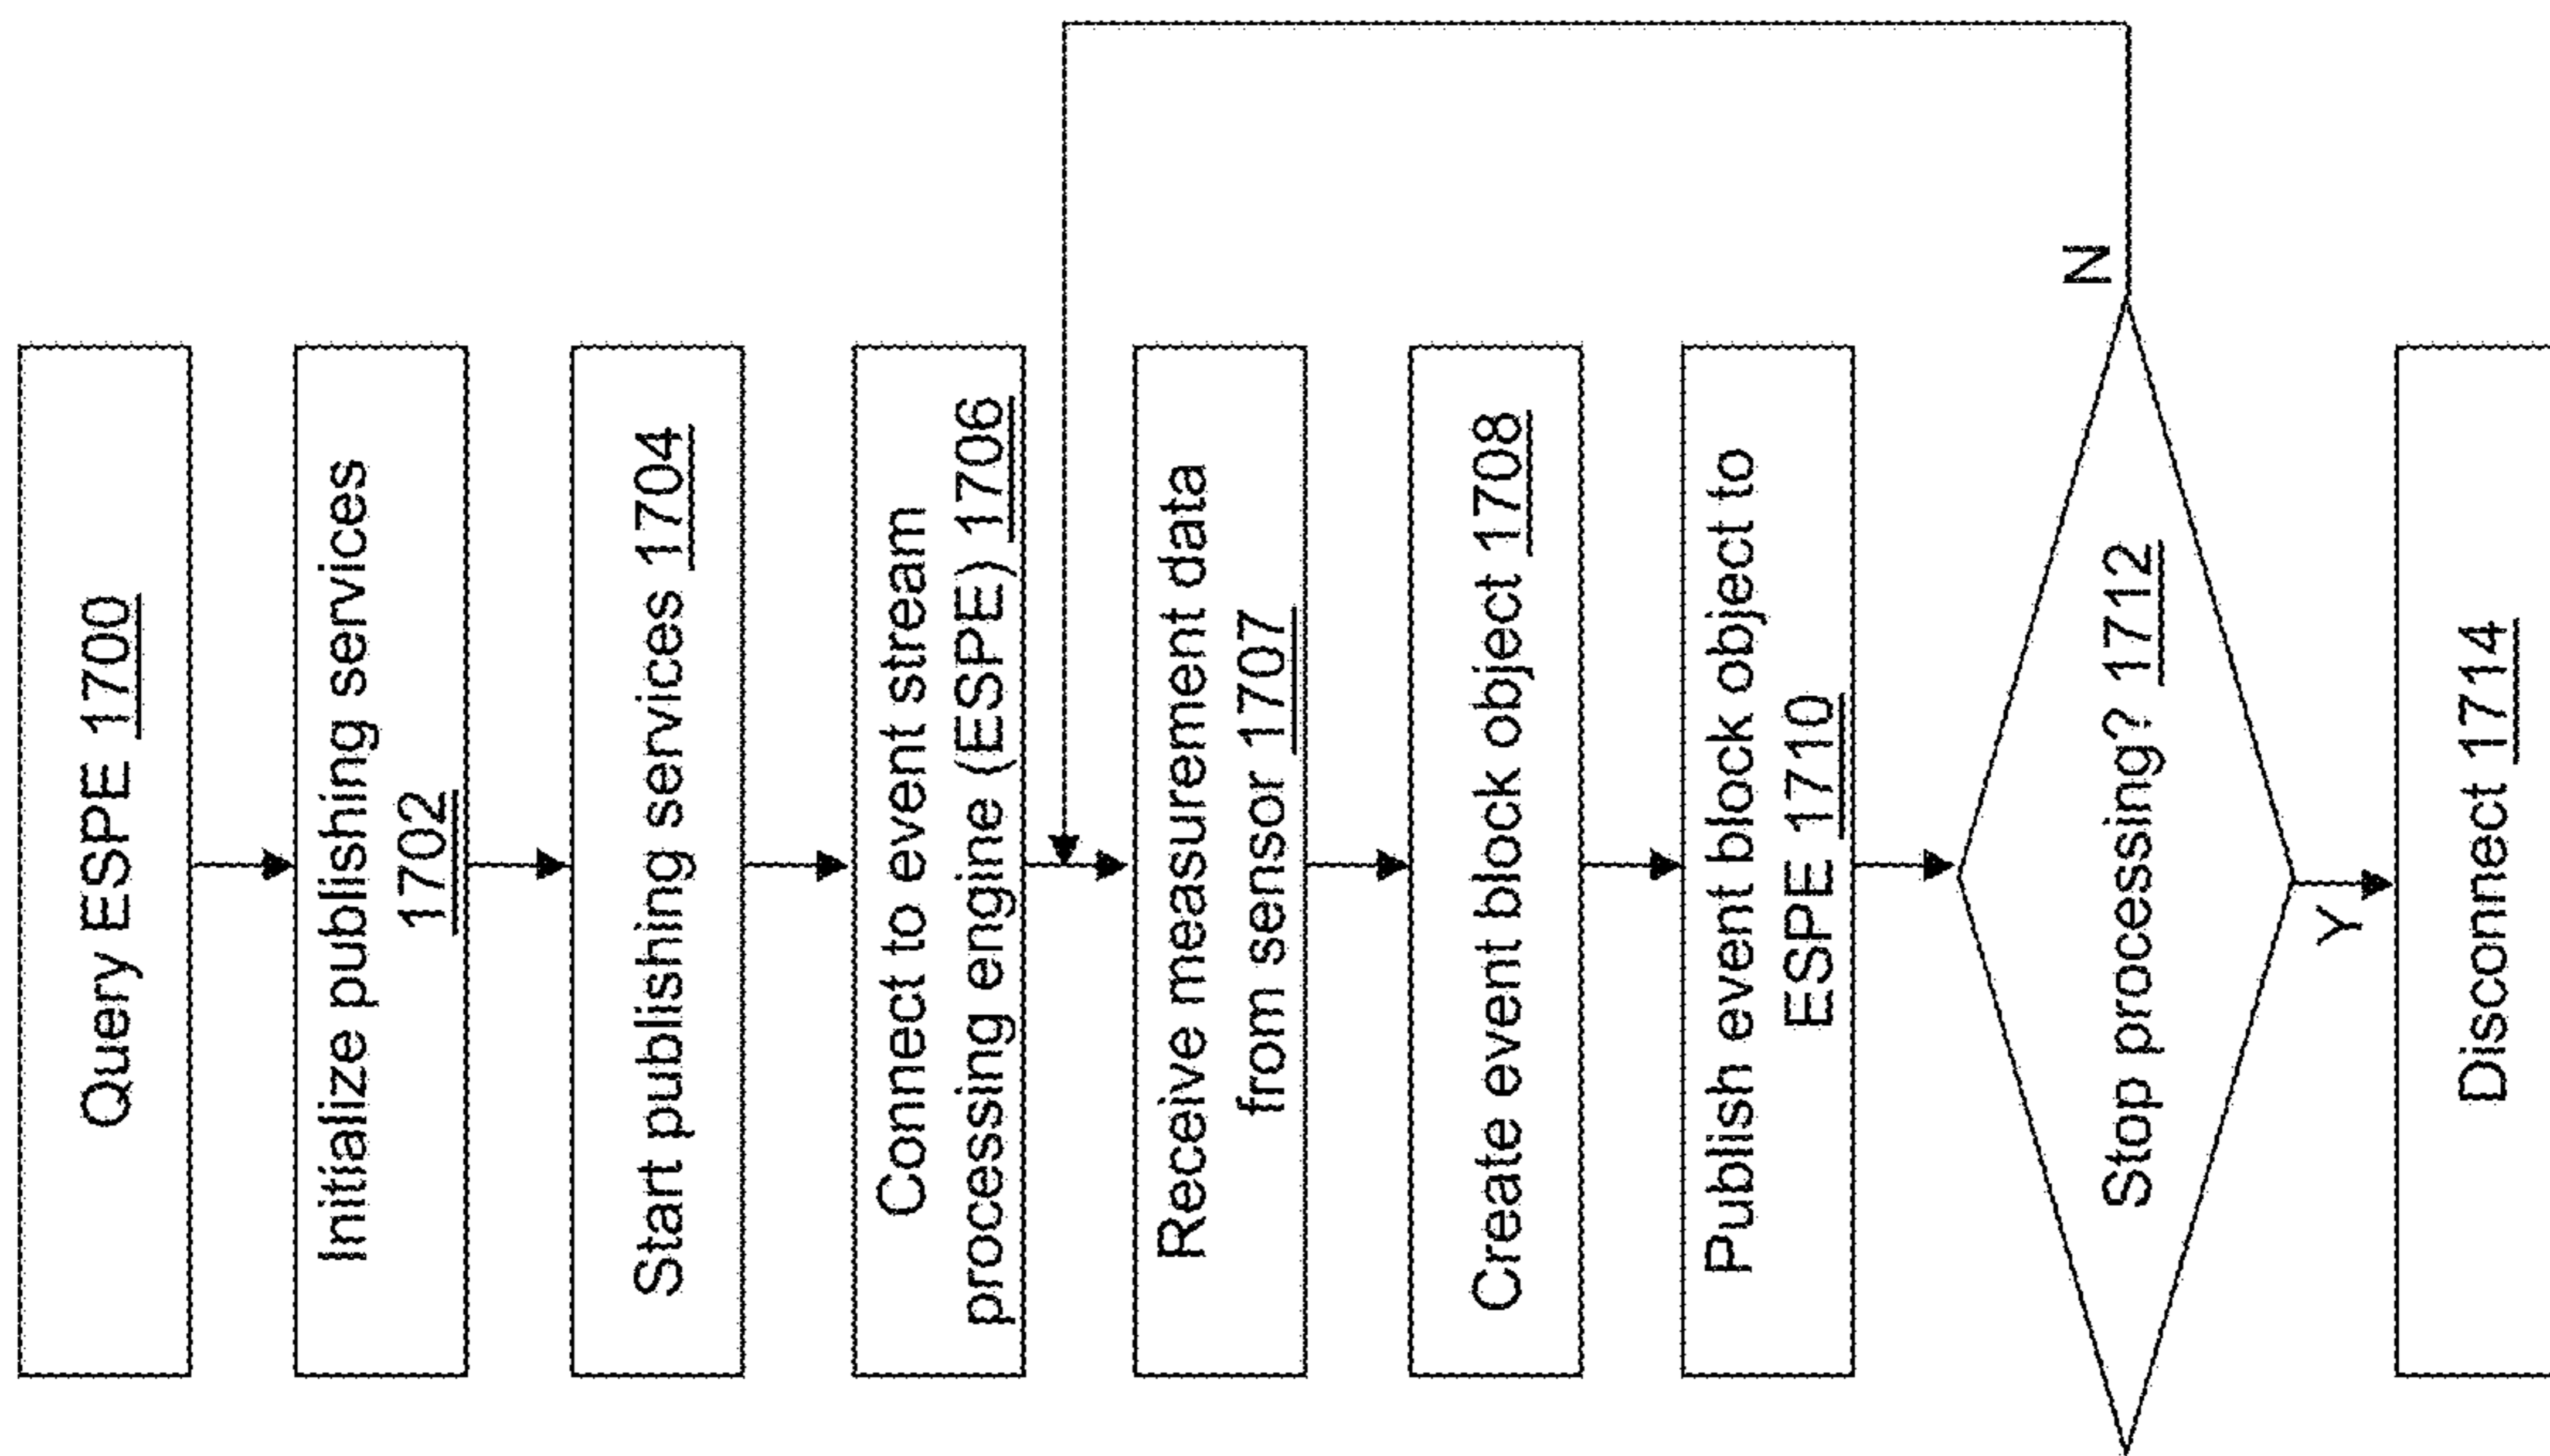 Query ESPE 1700
Initialize publishing services
1702
Start publishing services 1704
Connect to event stream
processing engine (ESPE) 1706
Receive measurement data
from sensor 1707
Create event block object 1708
Publish event block object to
ESPE 1710
Stop processing? 1712
N
Y
Disconnect 1714